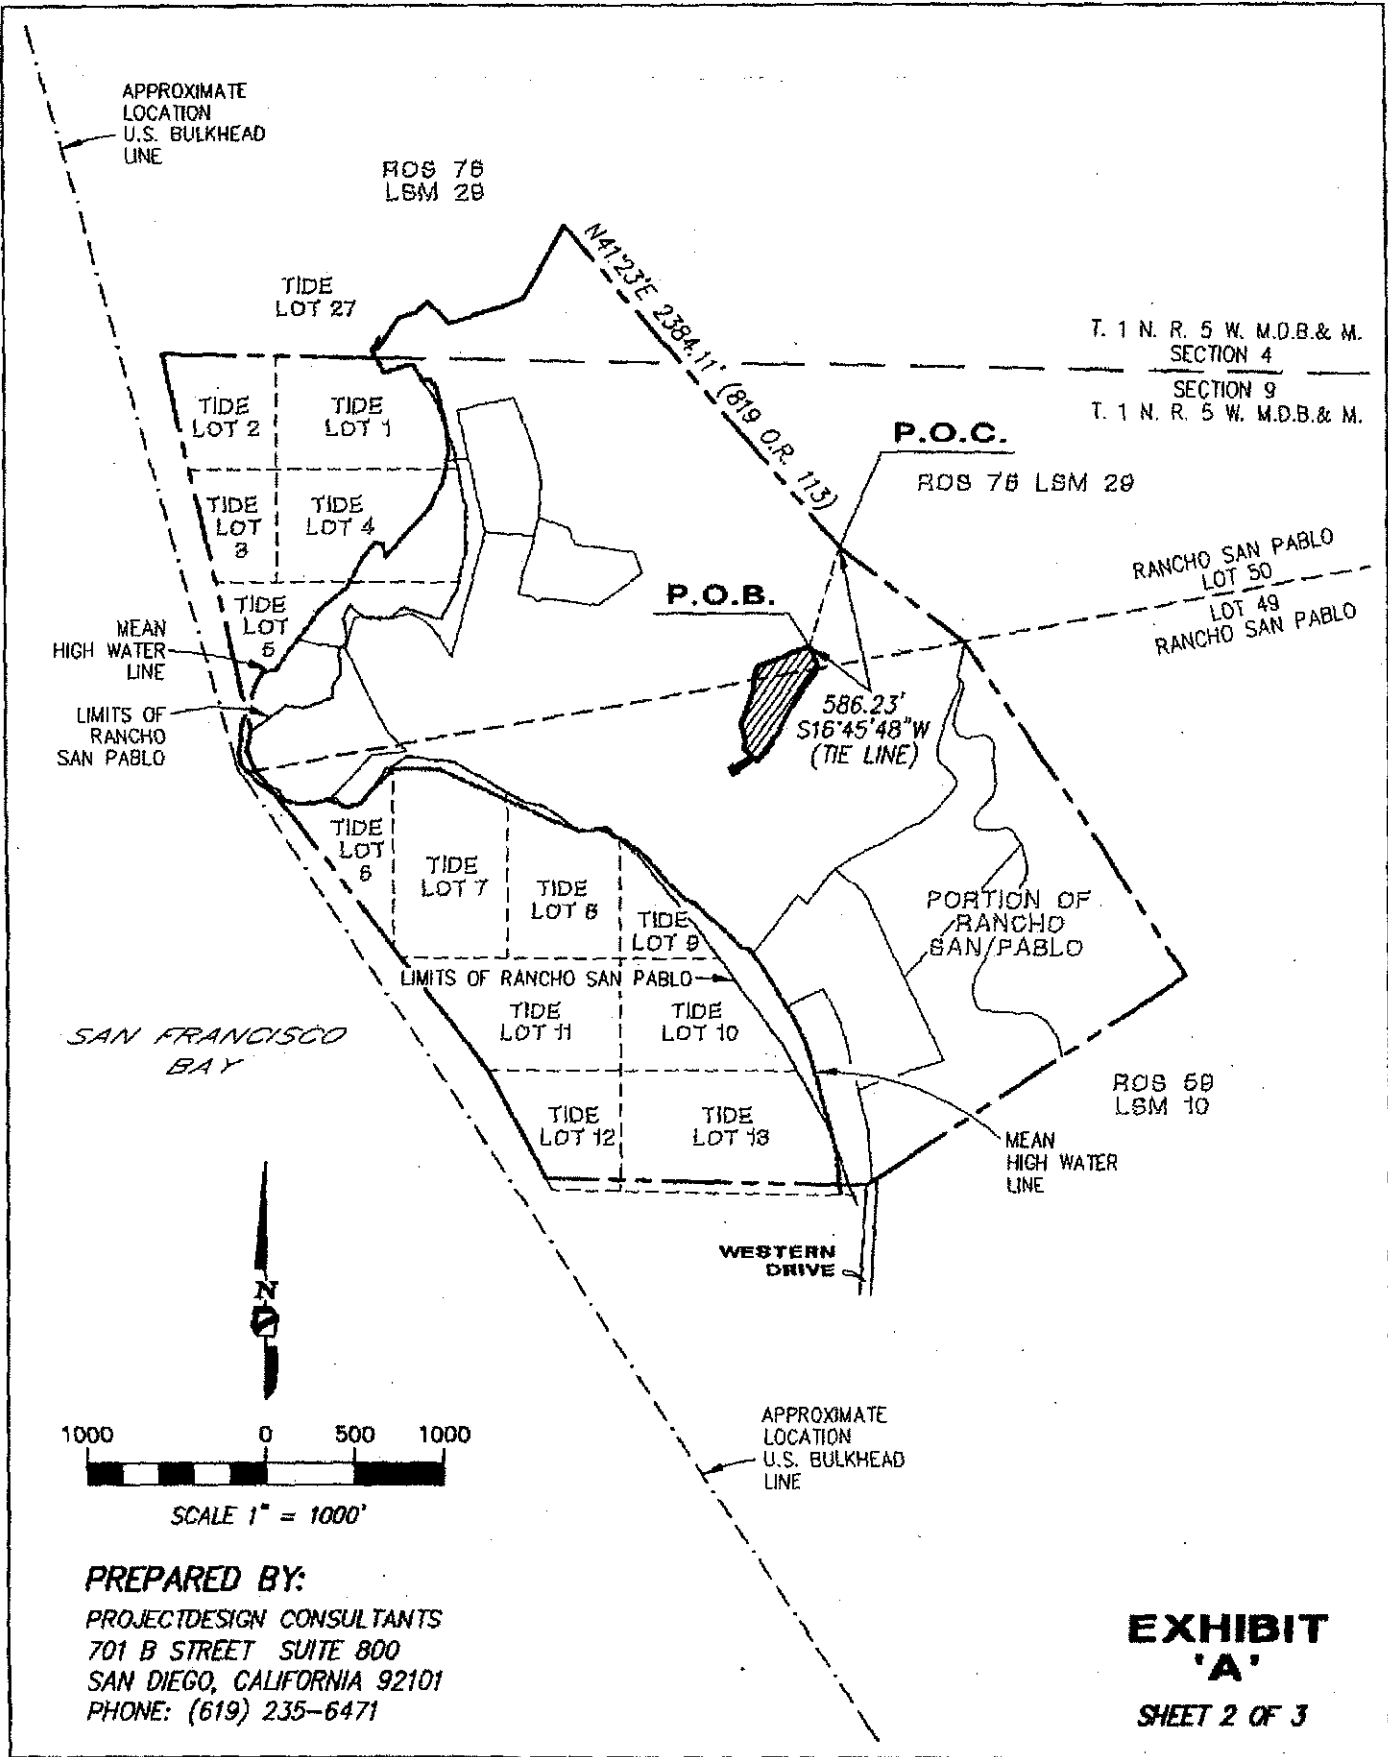 APPROXIMATE
LOCATION
U.S. BULKHEAD
LINE
ROS 76
LSM 29
TIDE
LOT 27
N41°23'E 2384.11' (819 O.R. 113)
T. 1 N. R. 5 W. M.D.B.& M.
SECTION 4
SECTION 9
T. 1 N. R. 5 W. M.D.B.& M.
TIDE
LOT 2
TIDE
LOT 1
P.O.C.
ROS 76 LSM 29
TIDE
LOT
3
TIDE
LOT 4
RANCHO SAN PABLO
LOT 50
LOT 49
RANCHO SAN PABLO
P.O.B.
TIDE
LOT
5
MEAN
HIGH WATER
LINE
LIMITS OF
RANCHO
SAN PABLO
586.23'
S16°45'48"W
(TIE LINE)
TIDE
LOT
6
TIDE
LOT 7
TIDE
LOT 8
TIDE
LOT 9
PORTION OF
RANCHO
SAN PABLO
LIMITS OF RANCHO SAN PABLO
TIDE
LOT 11
TIDE
LOT 10
SAN FRANCISCO
BAY
ROS 59
LSM 10
TIDE
LOT 12
TIDE
LOT 13
MEAN
HIGH WATER
LINE
WESTERN
DRIVE
N
1000 0 500 1000
SCALE 1" = 1000'
APPROXIMATE
LOCATION
U.S. BULKHEAD
LINE
PREPARED BY:
PROJECTDESIGN CONSULTANTS
701 B STREET SUITE 800
SAN DIEGO, CALIFORNIA 92101
PHONE: (619) 235-6471
EXHIBIT
'A'
SHEET 2 OF 3